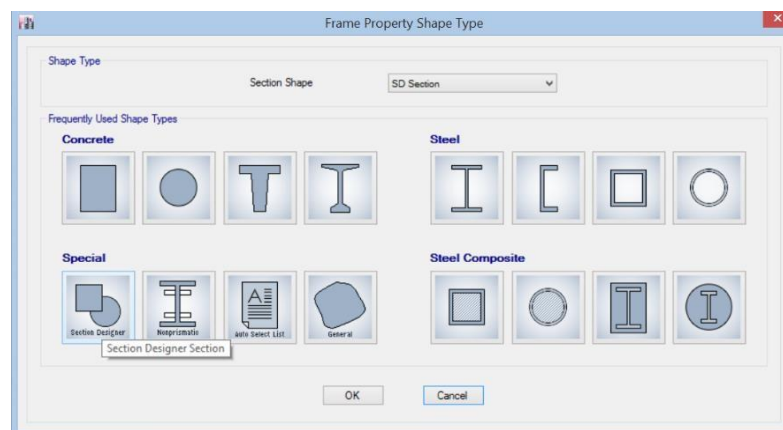 Frame Property Shape Type
Shape Type
Section Shape
SD Section
Frequently Used Shape Types
Concrete
Steel
Special
Steel Composite
Section Designer
Nonprismatic
Auto Select List
General
Section Designer Section
OK
Cancel